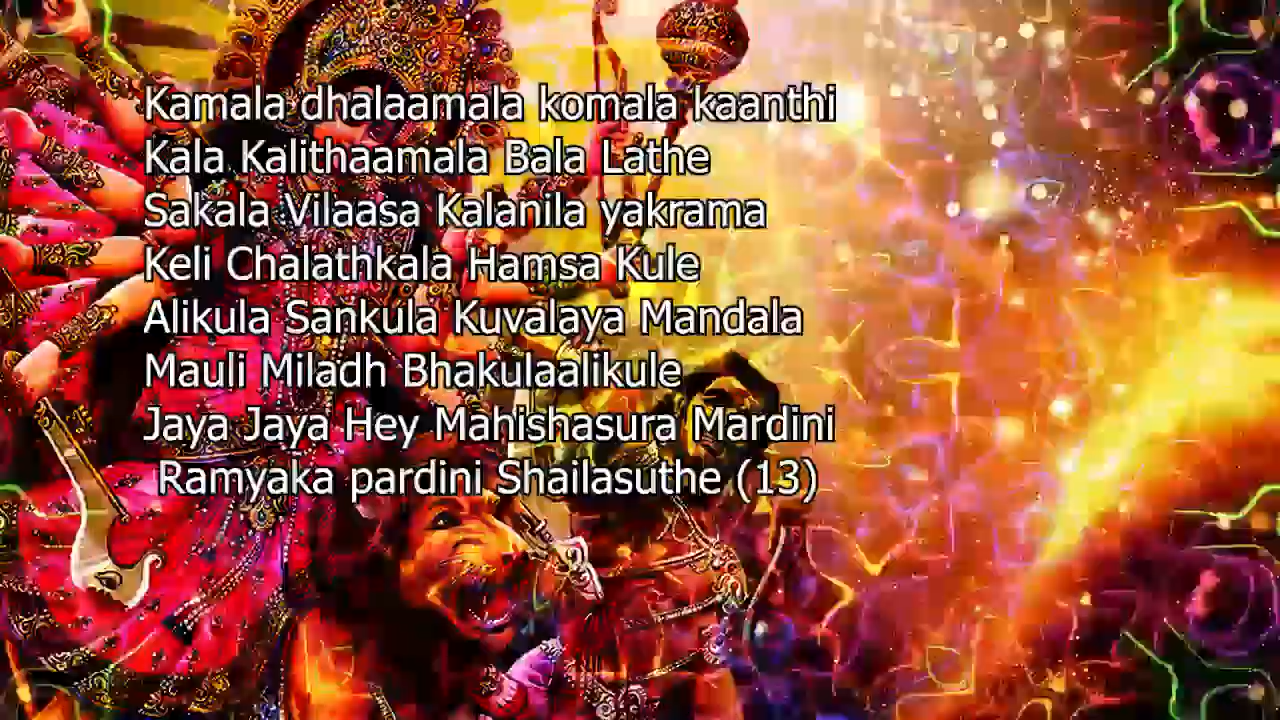 Kamala dhalaamala komala kaanthi
Kala Kalithaamala Bala Lathe
Sakala Vilaasa Kalanila yakrama
Keli Chalathkala Hamsa Kule
Alikula Sankula Kuvalaya Mandala
Mauli Miladh Bhakulaalikule
Jaya Jaya Hey Mahishasura Mardini
Ramyaka pardini Shailasuthe (13)